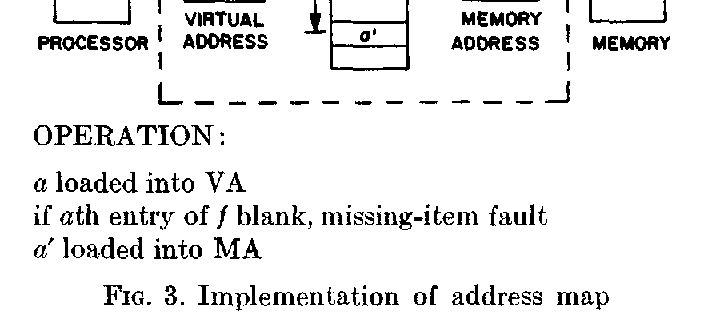 VIRTUAL
ADDRESS
PROCESSOR
a'
MEMORY
ADDRESS
MEMORY
OPERATION:
a loaded into VA
if ath entry of f blank, missing-item fault
a' loaded into MA
FIG. 3. Implementation of address map